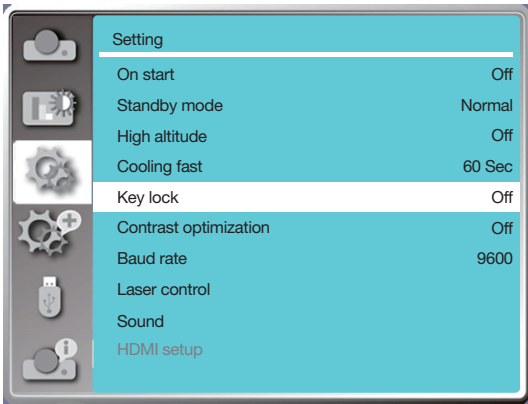 Setting
On start Off
Standby mode Normal
High altitude Off
Cooling fast 60 Sec
Key lock Off
Contrast optimization Off
Baud rate 9600
Laser control
Sound
HDMI setup